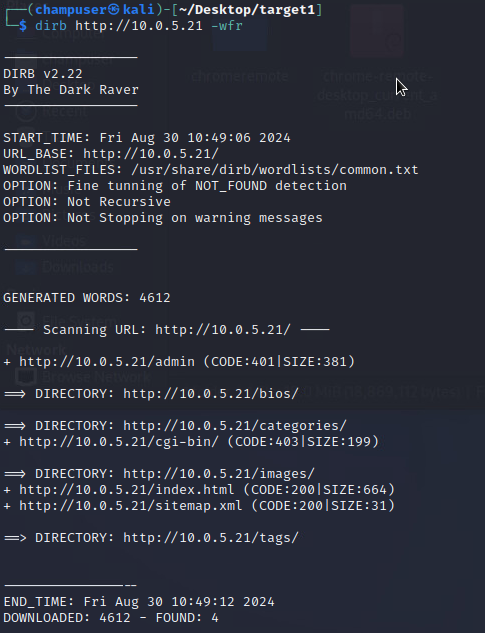 ┌──(champuser㉿kali)-[~/Desktop/target1]
└─$ dirb http://10.0.5.21 -wfr
-----------------
DIRB v2.22
By The Dark Raver
-----------------
START_TIME: Fri Aug 30 10:49:06 2024
URL_BASE: http://10.0.5.21/
WORDLIST_FILES: /usr/share/dirb/wordlists/common.txt
OPTION: Fine tunning of NOT_FOUND detection
OPTION: Not Recursive
OPTION: Not Stopping on warning messages
-----------------
GENERATED WORDS: 4612
---- Scanning URL: http://10.0.5.21/ ----
+ http://10.0.5.21/admin (CODE:401|SIZE:381)
==> DIRECTORY: http://10.0.5.21/bios/
==> DIRECTORY: http://10.0.5.21/categories/
+ http://10.0.5.21/cgi-bin/ (CODE:403|SIZE:199)
==> DIRECTORY: http://10.0.5.21/images/
+ http://10.0.5.21/index.html (CODE:200|SIZE:664)
+ http://10.0.5.21/sitemap.xml (CODE:200|SIZE:31)
==> DIRECTORY: http://10.0.5.21/tags/
-----------------
END_TIME: Fri Aug 30 10:49:12 2024
DOWNLOADED: 4612 - FOUND: 4